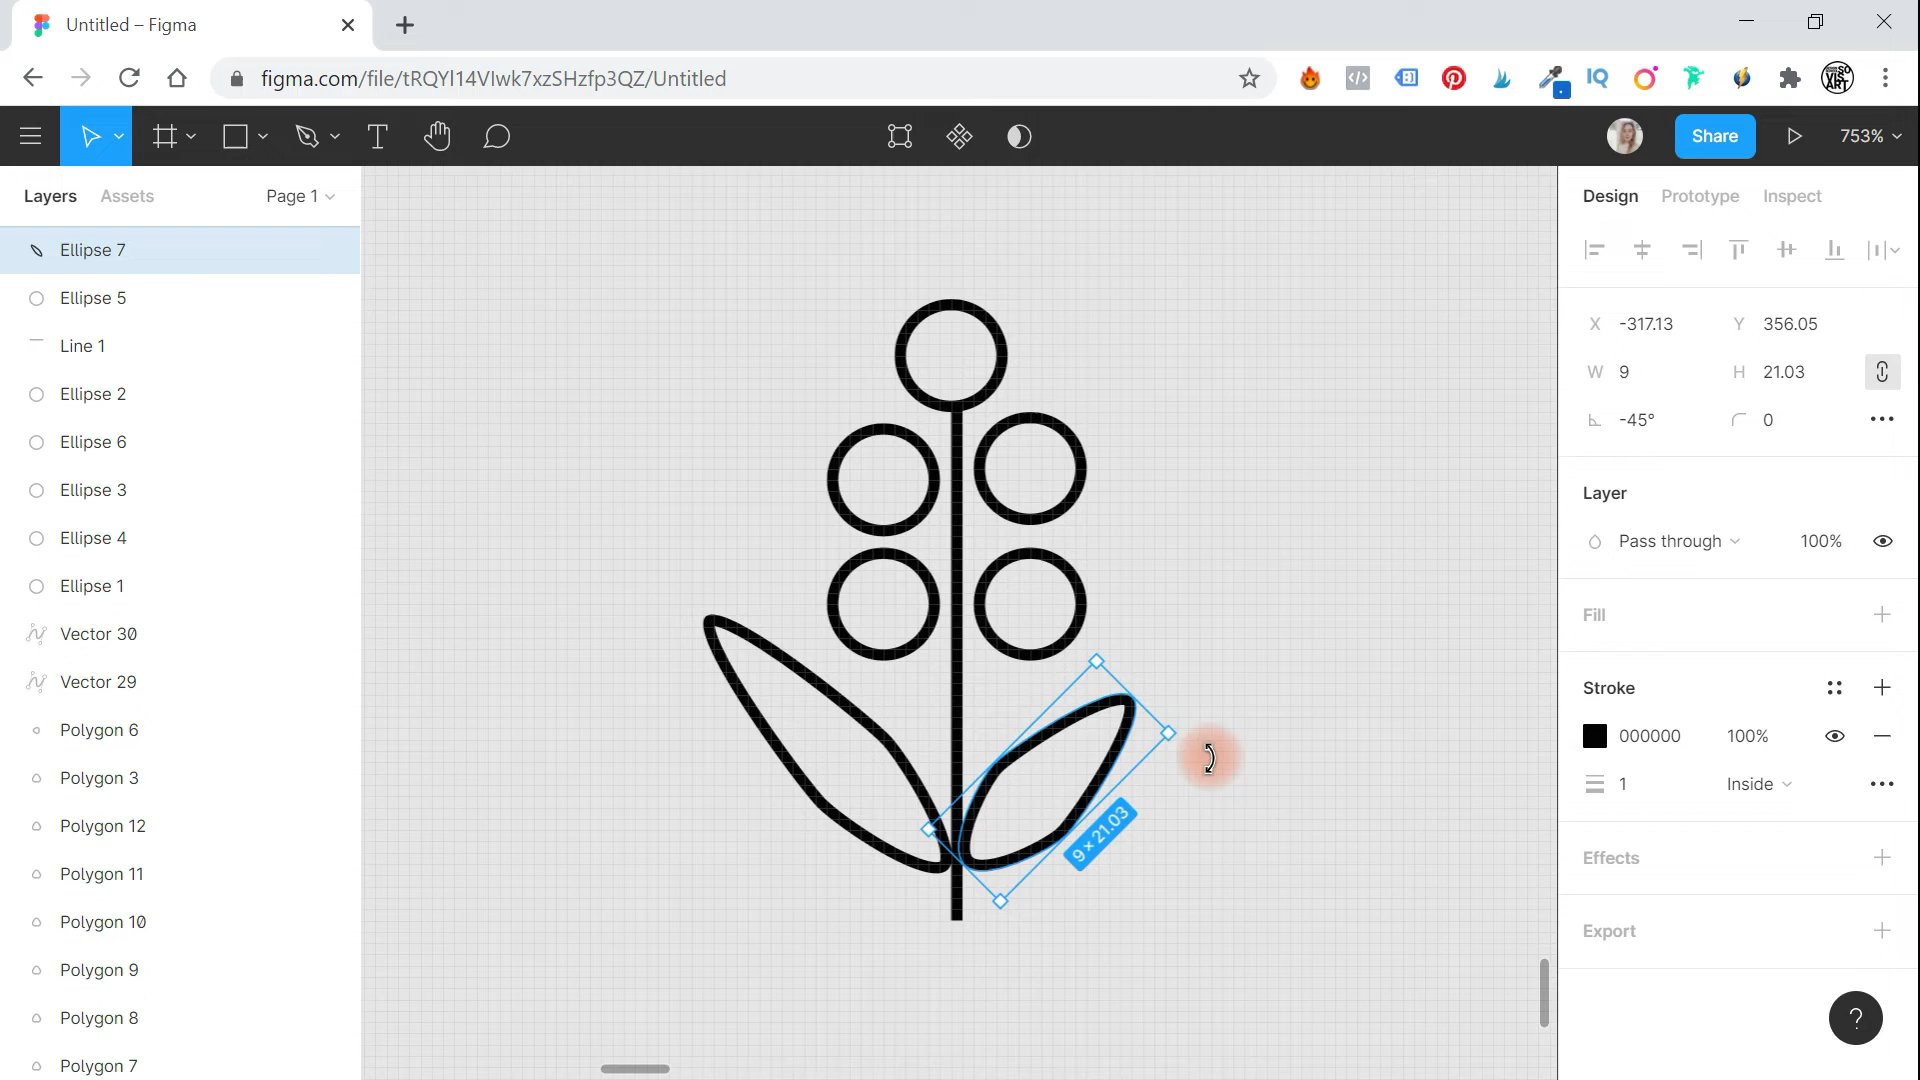 Untitled – Figma
figma.com/file/tRQYl14VIwk7xzSHzfp3QZ/Untitled
Share
753%
Layers
Assets
Page 1
Ellipse 7
Ellipse 5
Line 1
Ellipse 2
Ellipse 6
Ellipse 3
Ellipse 4
Ellipse 1
Vector 30
Vector 29
Polygon 6
Polygon 3
Polygon 12
Polygon 11
Polygon 10
Polygon 9
Polygon 8
Polygon 7
9 × 21.03
Design
Prototype
Inspect
X -317.13 Y 356.05
W 9 H 21.03
-45° 0
Layer
Pass through 100%
Fill
Stroke
000000 100%
1 Inside
Effects
Export
?